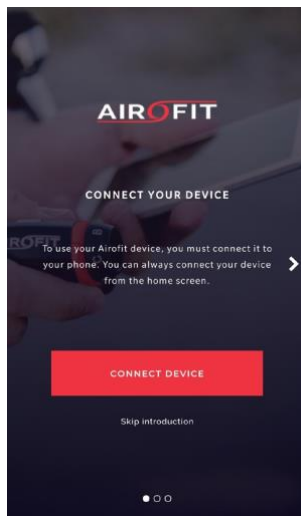 AIROFIT
CONNECT YOUR DEVICE
To use your Airofit device, you must connect it to
your phone. You can always connect your device
from the home screen.
ROFIT
CONNECT DEVICE
Skip introduction